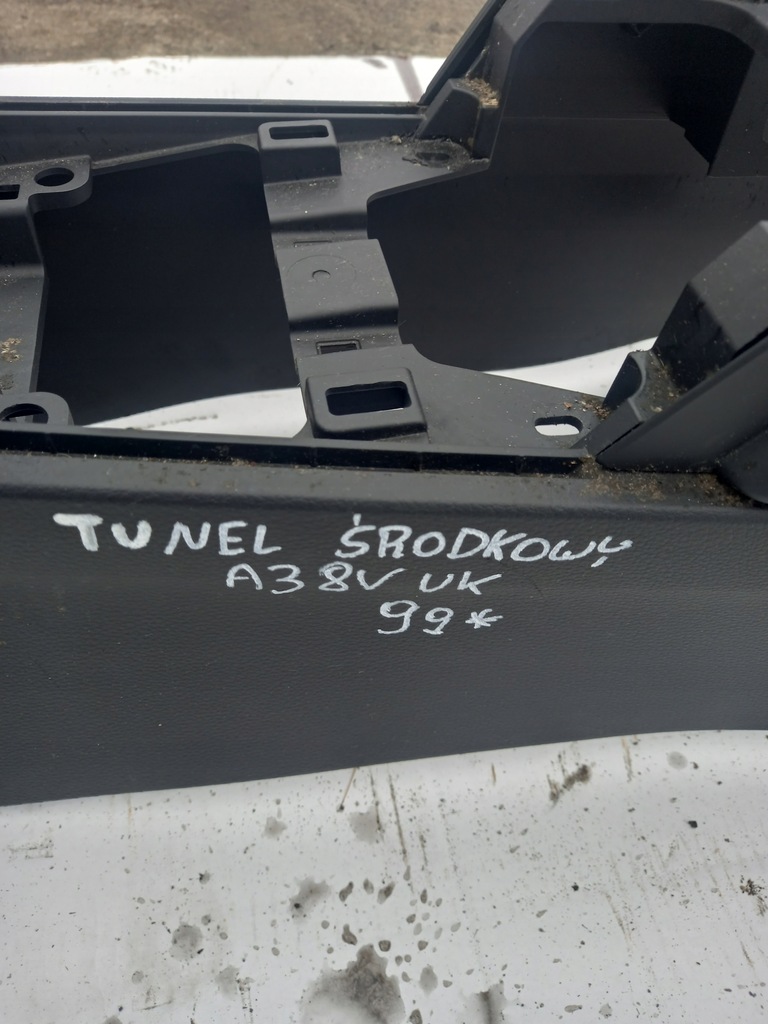 TUNEL ŚRODKOWY
A3 8V UK
99*